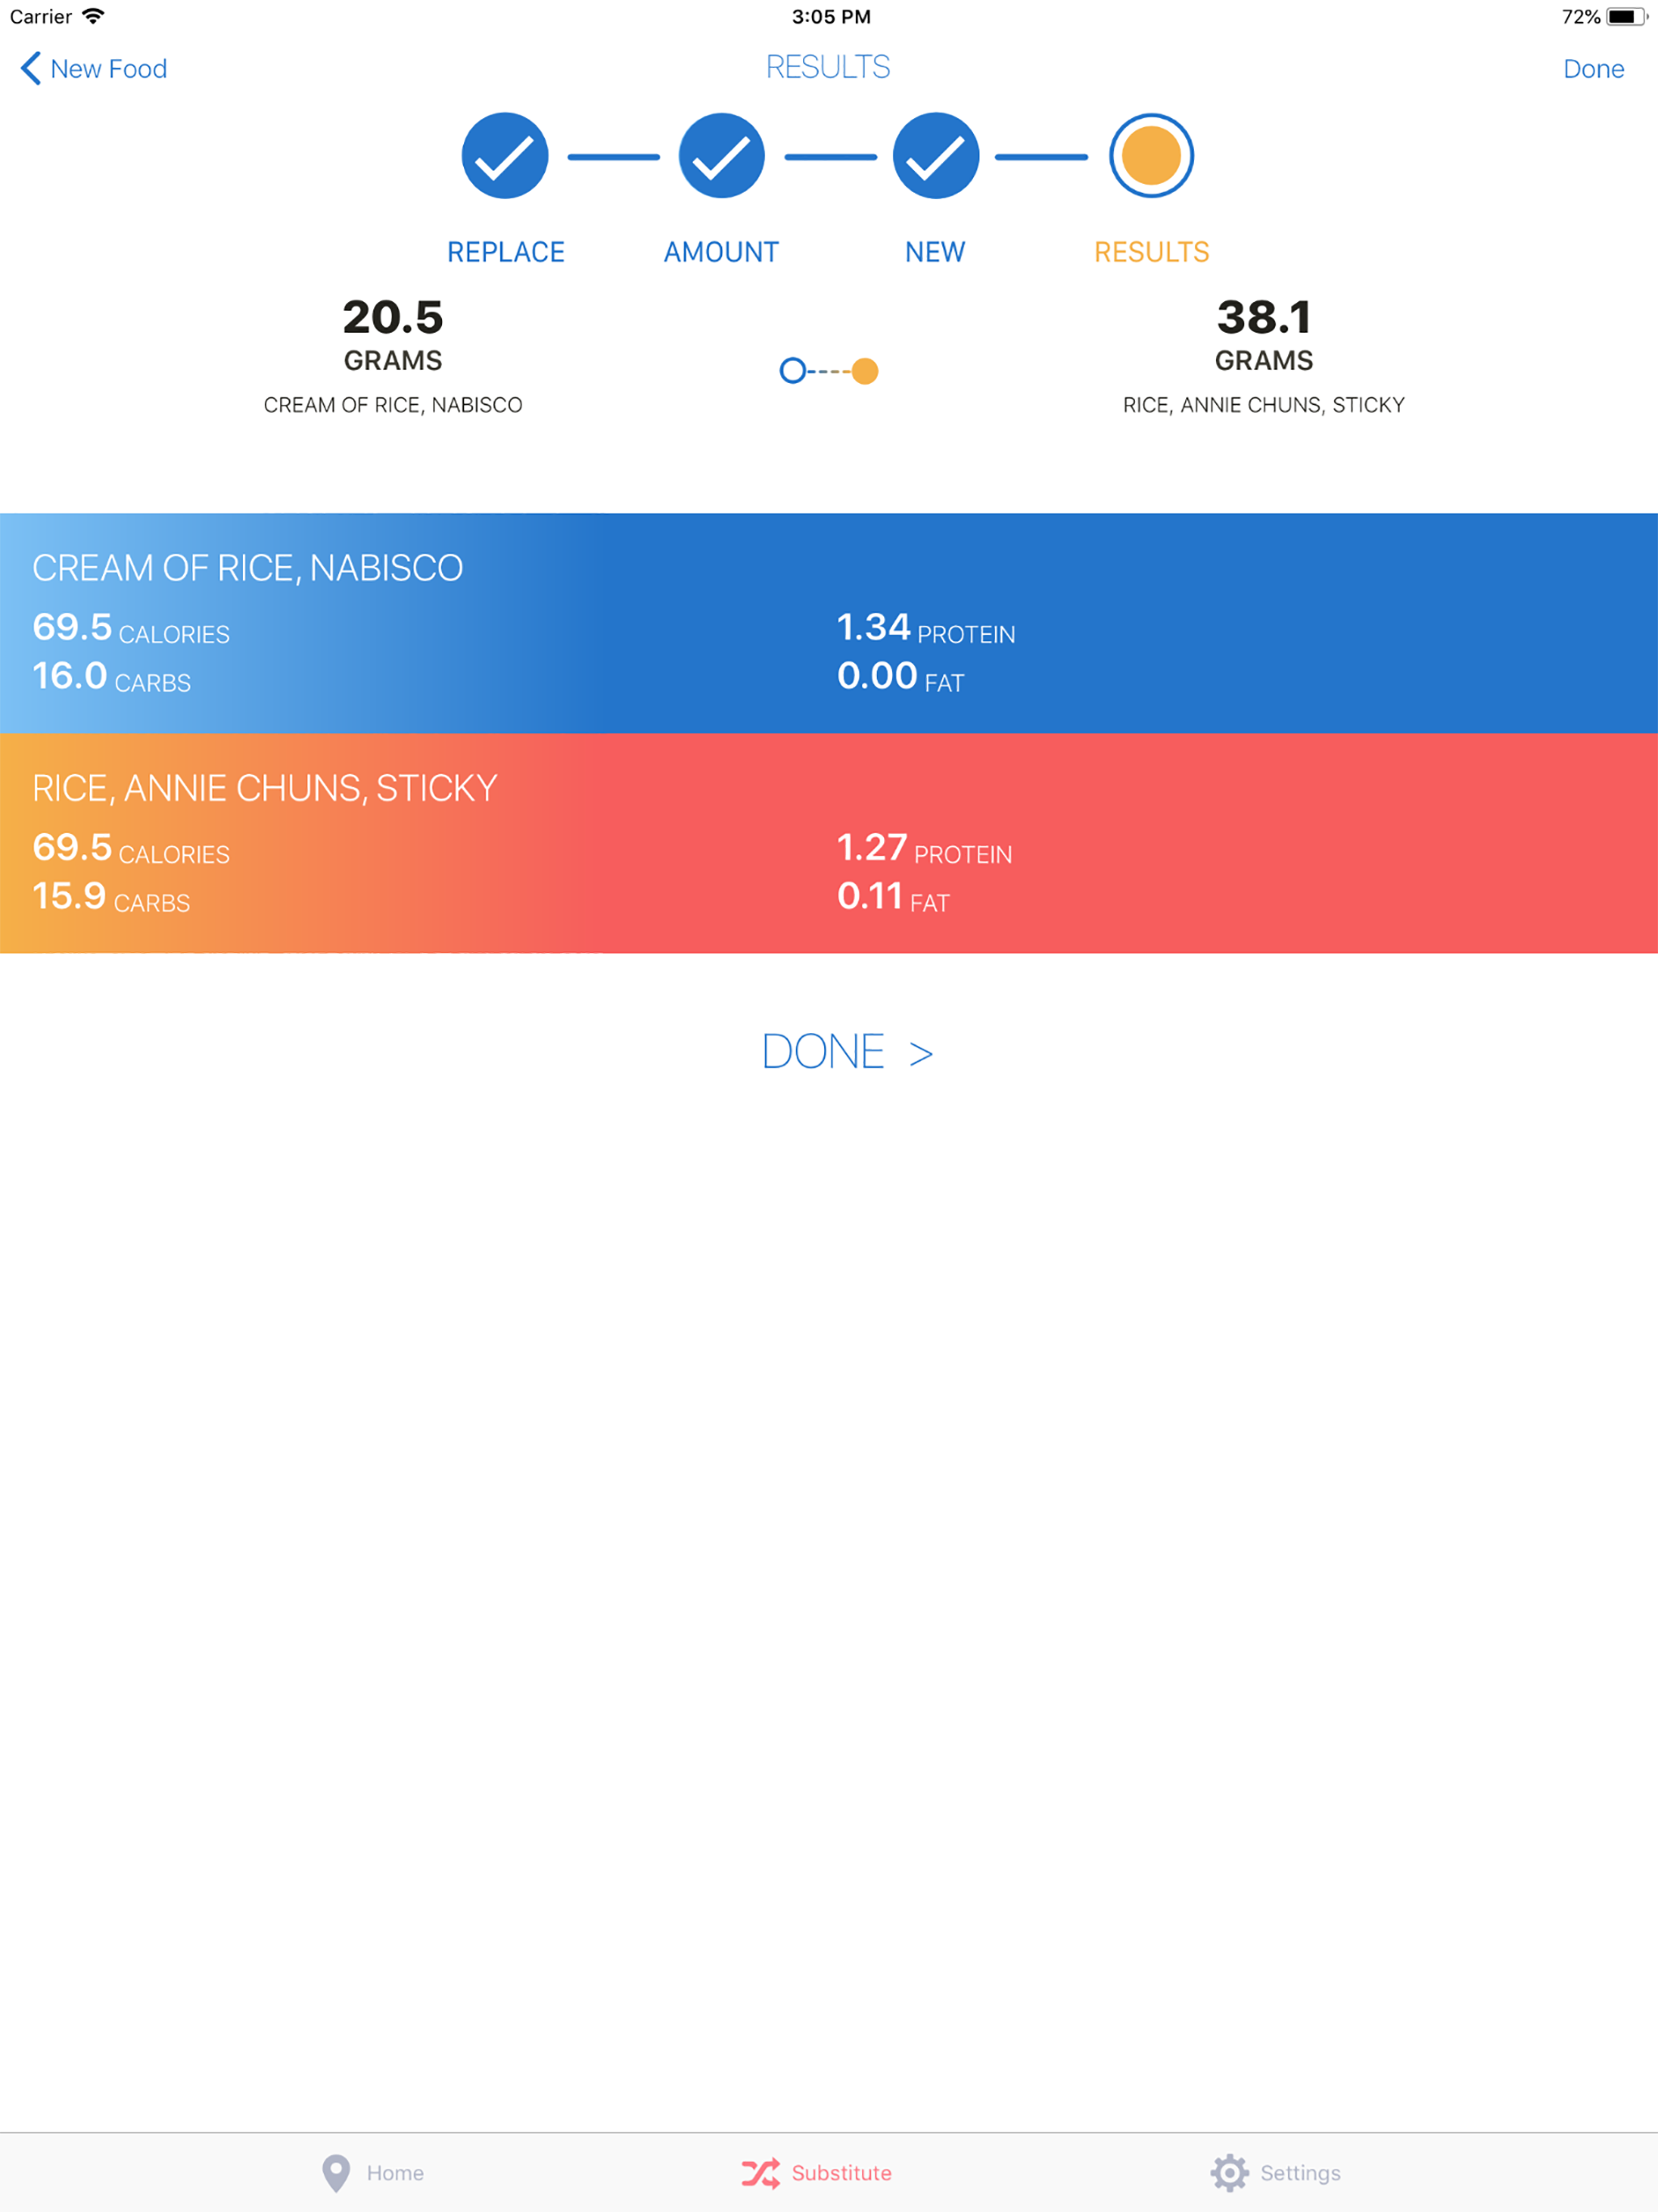 Carrier 3:05 PM 72%
New Food RESULTS Done
REPLACE AMOUNT NEW RESULTS
20.5 38.1
GRAMS GRAMS
CREAM OF RICE, NABISCO RICE, ANNIE CHUNS, STICKY
CREAM OF RICE, NABISCO
69.5 CALORIES 1.34 PROTEIN
16.0 CARBS 0.00 FAT
RICE, ANNIE CHUNS, STICKY
69.5 CALORIES 1.27 PROTEIN
15.9 CARBS 0.11 FAT
DONE >
Home Substitute Settings